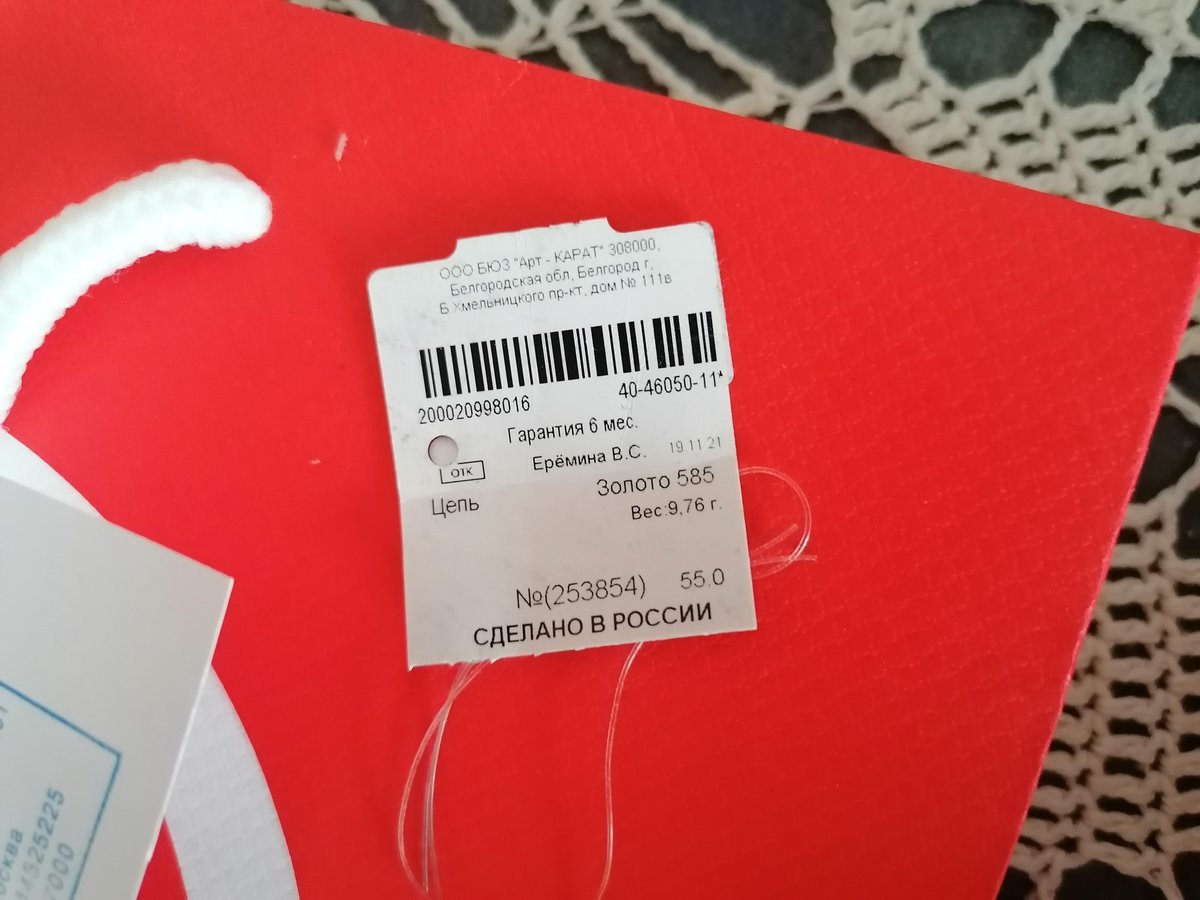 ООО БЮЗ "Арт - КАРАТ" 308000,
Белгородская обл, Белгород г,
Б.Хмельницкого пр-кт, дом № 111в
200020998016
40-46050-11*
Гарантия 6 мес.
ОТК
Ерёмина В.С.
19 11 21
Цепь
Золото 585
Вес:9,76 г.
№(253854)
55.0
СДЕЛАНО В РОССИИ